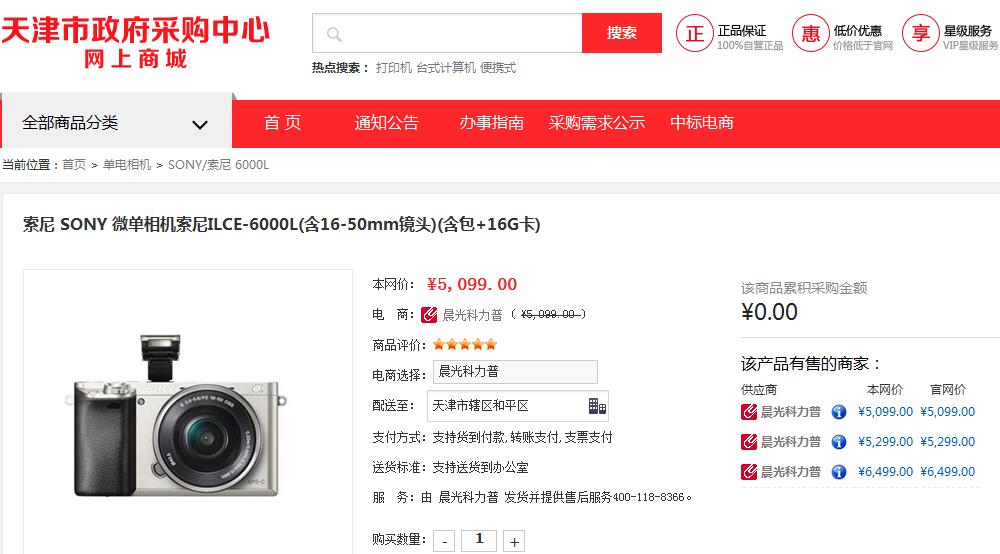 天津市政府采购中心
网上商城
搜索
热点搜索： 打印机 台式计算机 便携式
正 正品保证
100%自营正品
惠 低价优惠
价格低于官网
享 星级服务
VIP星级服务
全部商品分类 首 页 通知公告 办事指南 采购需求公示 中标电商
当前位置：首页 > 单电相机 > SONY/索尼 6000L
索尼 SONY 微单相机索尼ILCE-6000L(含16-50mm镜头)(含包+16G卡)
本网价： ¥5,099.00
电 商： 晨光科力普 （ ¥5,099.00 ）
商品评价：
电商选择： 晨光科力普
配送至： 天津市辖区和平区
支付方式：支持货到付款,转账支付,支票支付
送货标准：支持送货到办公室
服 务：由 晨光科力普 发货并提供售后服务400-118-8366。
购买数量： - 1 +
该商品累积采购金额
¥0.00
该产品有售的商家：
供应商 本网价 官网价
晨光科力普 ¥5,099.00 ¥5,099.00
晨光科力普 ¥5,299.00 ¥5,299.00
晨光科力普 ¥6,499.00 ¥6,499.00